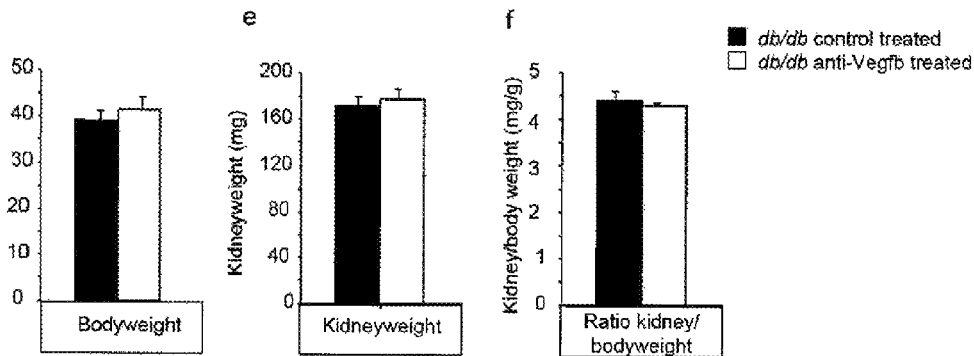 e
f
db/db control treated
db/db anti-Vegfb treated
50
40
30
20
10
0
Bodyweight
Kidneyweight (mg)
200
160
120
80
40
0
Kidneyweight
Kidney/body weight (mg/g)
5
4
3
2
1
0
Ratio kidney/
bodyweight